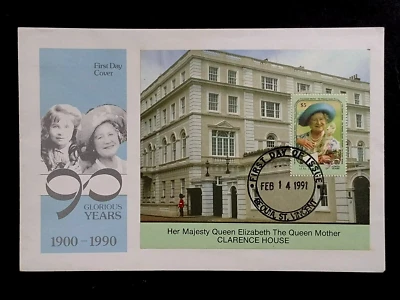 First Day
Cover
90
GLORIOUS
YEARS
1900-1990
$5
FIRST DAY OF ISSUE
FEB 14 1991
BEQUIA, ST. VINCENT
Her Majesty Queen Elizabeth The Queen Mother
CLARENCE HOUSE